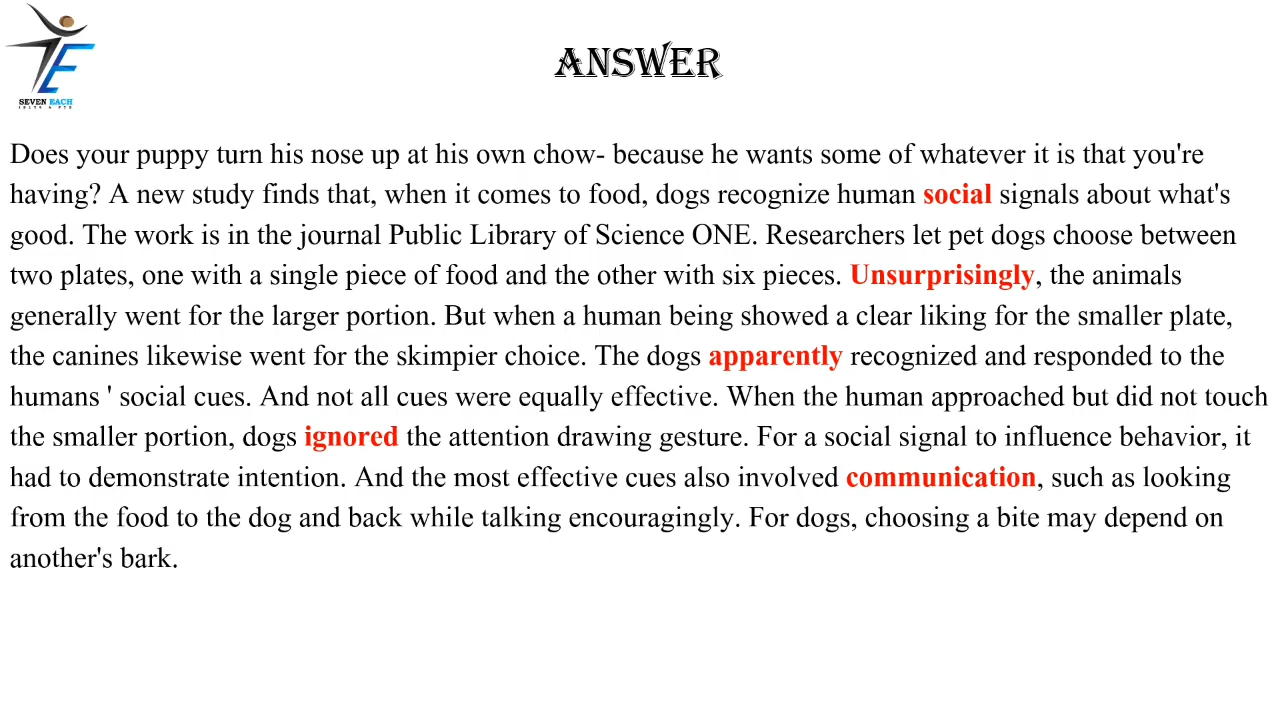 SEVEN EACH
IELTS & PTE
ANSWER
Does your puppy turn his nose up at his own chow- because he wants some of whatever it is that you're
having? A new study finds that, when it comes to food, dogs recognize human social signals about what's
good. The work is in the journal Public Library of Science ONE. Researchers let pet dogs choose between
two plates, one with a single piece of food and the other with six pieces. Unsurprisingly, the animals
generally went for the larger portion. But when a human being showed a clear liking for the smaller plate,
the canines likewise went for the skimpier choice. The dogs apparently recognized and responded to the
humans ' social cues. And not all cues were equally effective. When the human approached but did not touch
the smaller portion, dogs ignored the attention drawing gesture. For a social signal to influence behavior, it
had to demonstrate intention. And the most effective cues also involved communication, such as looking
from the food to the dog and back while talking encouragingly. For dogs, choosing a bite may depend on
another's bark.